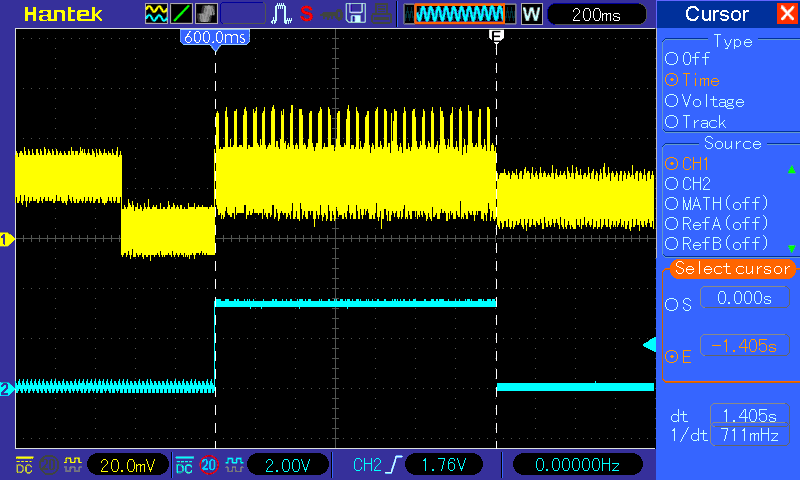 Hantek S W 200ms Cursor
600.0ms E
Type
Off
Time
Voltage
Track
Source
CH1
CH2
MATH(off)
RefA(off)
RefB(off)
Select cursor
S 0.000s
E -1.405s
dt 1.405s
1/dt 711mHz
1
2
DC 20 20.0mV DC 20 2.00V CH2 1.76V 0.00000Hz